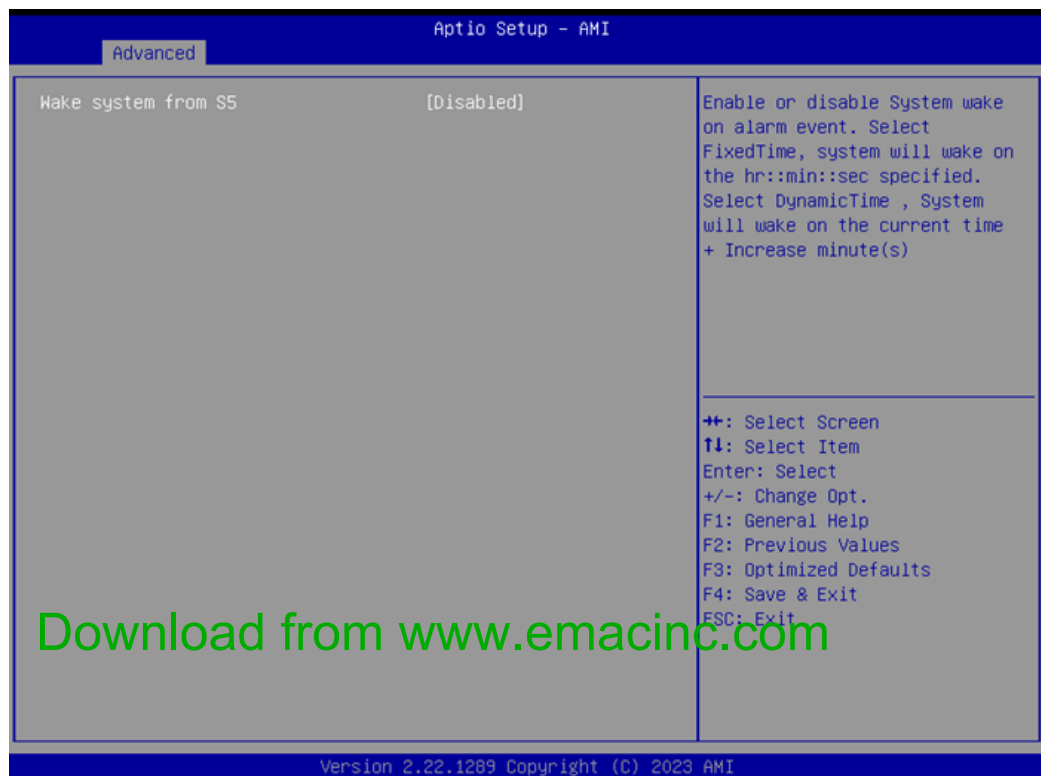 Aptio Setup – AMI
Advanced
Wake system from S5 [Disabled]
Enable or disable System wake
on alarm event. Select
FixedTime, system will wake on
the hr::min::sec specified.
Select DynamicTime , System
will wake on the current time
+ Increase minute(s)
→←: Select Screen
↑↓: Select Item
Enter: Select
+/-: Change Opt.
F1: General Help
F2: Previous Values
F3: Optimized Defaults
F4: Save & Exit
ESC: Exit
Download from www.emacinc.com
Version 2.22.1289 Copyright (C) 2023 AMI